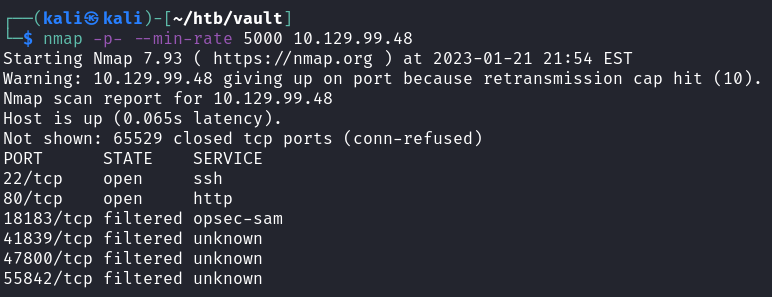 ┌──(kali㉿kali)-[~/htb/vault]
└─$ nmap -p- --min-rate 5000 10.129.99.48
Starting Nmap 7.93 ( https://nmap.org ) at 2023-01-21 21:54 EST
Warning: 10.129.99.48 giving up on port because retransmission cap hit (10).
Nmap scan report for 10.129.99.48
Host is up (0.065s latency).
Not shown: 65529 closed tcp ports (conn-refused)
PORT      STATE    SERVICE
22/tcp    open     ssh
80/tcp    open     http
18183/tcp filtered opsec-sam
41839/tcp filtered unknown
47800/tcp filtered unknown
55842/tcp filtered unknown